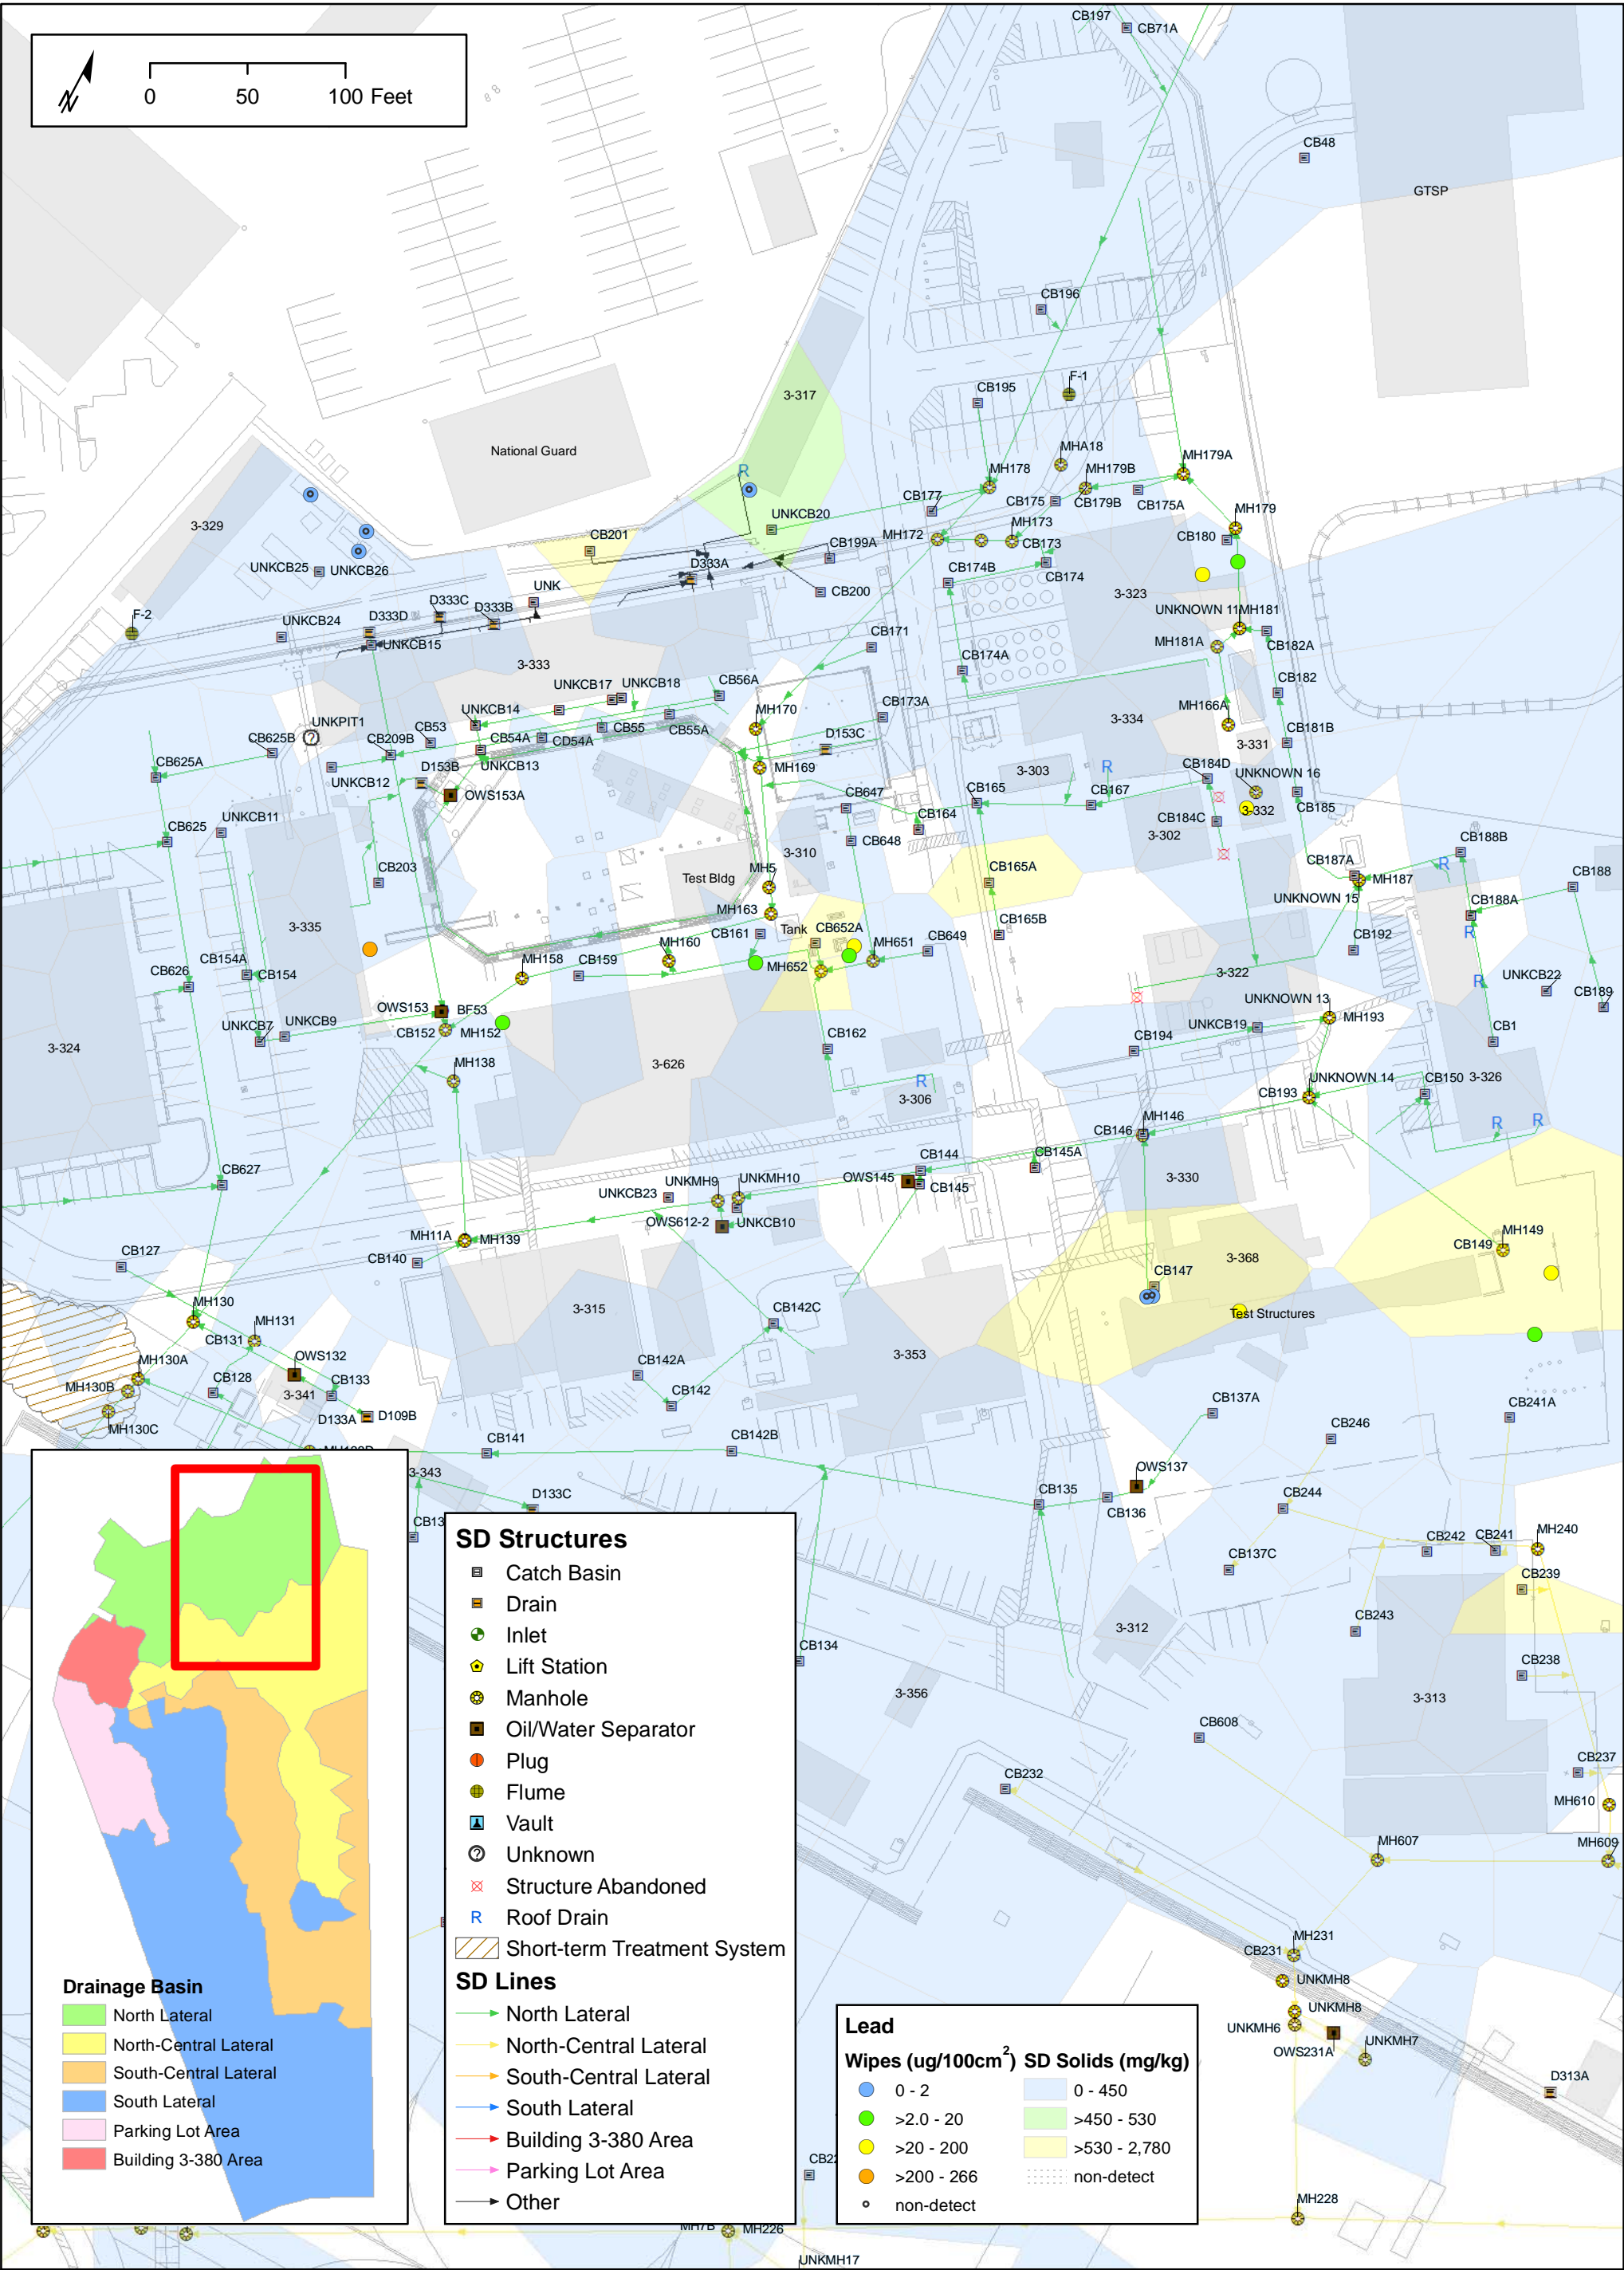 N
0 50 100 Feet
CB197
CB71A
CB48
GTSP
CB196
F-1
CB195
3-317
MHA18
MH178
MH179B
MH179A
National Guard
R
CB177
CB175
CB179B
CB175A
3-329
UNKCB20
MH172
MH173
MH179
CB201
CB199A
CB173
CB180
UNKCB25
UNKCB26
D333A
CB174B
CB174
UNK
CB200
3-323
D333C
D333B
F-2
UNKCB24
D333D
UNKCB15
UNKNOWN 11
MH181
CB171
MH181A
CB182A
3-333
CB174A
UNKCB17
UNKCB18
CB56A
CB182
UNKCB14
CB173A
MH166A
UNKPIT1
CB53
MH170
3-334
CB625B
CB209B
CB54A
CD54A
CB55
CB55A
D153C
3-331
CB181B
UNKCB12
D153B
UNKCB13
MH169
3-303
R
CB184D
UNKNOWN 16
CB625A
OWS153A
CB165
CB167
CB647
3-332
CB185
CB625
UNKCB11
CB164
CB184C
3-302
CB648
CB188B
3-310
CB187A
R
CB203
Test Bldg
MH5
CB165A
MH187
CB188
UNKNOWN 15
CB188A
MH163
3-335
CB161
Tank
CB652A
CB165B
R
MH160
MH651
CB649
CB192
CB154A
CB154
MH158
CB159
MH652
CB626
3-322
R
UNKCB22
CB189
OWS153
BF53
UNKNOWN 13
UNKCB7
UNKCB9
CB152
MH152
UNKCB19
MH193
CB1
3-324
CB162
CB194
MH138
3-626
R
UNKNOWN 14
CB150
3-326
3-306
CB193
MH146
CB146
R
R
CB144
CB145A
CB627
OWS145
CB145
3-330
UNKCB23
UNKMH9
UNKMH10
OWS612-2
UNKCB10
MH11A
MH139
MH149
CB149
CB127
CB140
3-368
CB147
MH130
3-315
Test Structures
CB142C
MH131
CB131
OWS132
3-353
MH130A
CB142A
MH130B
CB128
CB133
3-341
CB142
CB137A
D133A
D109B
CB241A
MH130C
CB246
CB141
CB142B
3-343
OWS137
D133C
CB135
CB136
CB244
CB242
CB241
MH240
CB137C
CB239
CB243
3-312
CB134
CB238
3-356
3-313
CB608
CB237
CB232
MH610
MH607
MH609
MH231
CB231
UNKMH8
UNKMH8
UNKMH6
OWS231A
UNKMH7
D313A
MH228
MH7B
MH226
UNKMH17
Drainage Basin
North Lateral
North-Central Lateral
South-Central Lateral
South Lateral
Parking Lot Area
Building 3-380 Area
SD Structures
Catch Basin
Drain
Inlet
Lift Station
Manhole
Oil/Water Separator
Plug
Flume
Vault
? Unknown
Structure Abandoned
R Roof Drain
Short-term Treatment System
SD Lines
North Lateral
North-Central Lateral
South-Central Lateral
South Lateral
Building 3-380 Area
Parking Lot Area
Other
Lead
Wipes (ug/100cm²) SD Solids (mg/kg)
0 - 2 0 - 450
>2.0 - 20 >450 - 530
>20 - 200 >530 - 2,780
>200 - 266 non-detect
non-detect